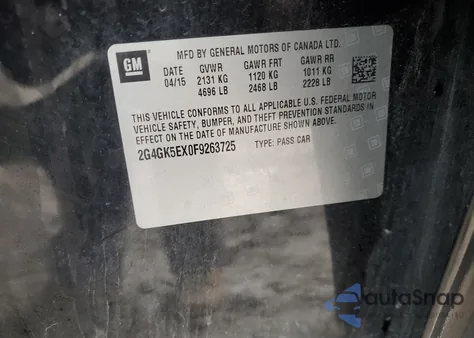 GM
MFD BY GENERAL MOTORS OF CANADA LTD.
DATE GVWR GAWR FRT GAWR RR
04/15 2131 KG 1120 KG 1011 KG
4696 LB 2468 LB 2228 LB
THIS VEHICLE CONFORMS TO ALL APPLICABLE U.S. FEDERAL MOTOR
VEHICLE SAFETY, BUMPER, AND THEFT PREVENTION STANDARDS IN
EFFECT ON THE DATE OF MANUFACTURE SHOWN ABOVE.
2G4GK5EX0F9263725 TYPE: PASS CAR
autaSnap